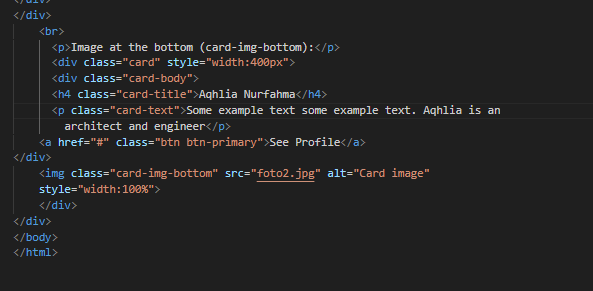 </div>
</div>
<br>
<p>Image at the bottom (card-img-bottom):</p>
<div class="card" style="width:400px">
<div class="card-body">
<h4 class="card-title">Aqhlia Nurfahma</h4>
<p class="card-text">Some example text some example text. Aqhlia is an
architect and engineer</p>
<a href="#" class="btn btn-primary">See Profile</a>
</div>
<img class="card-img-bottom" src="foto2.jpg" alt="Card image"
style="width:100%">
</div>
</div>
</body>
</html>